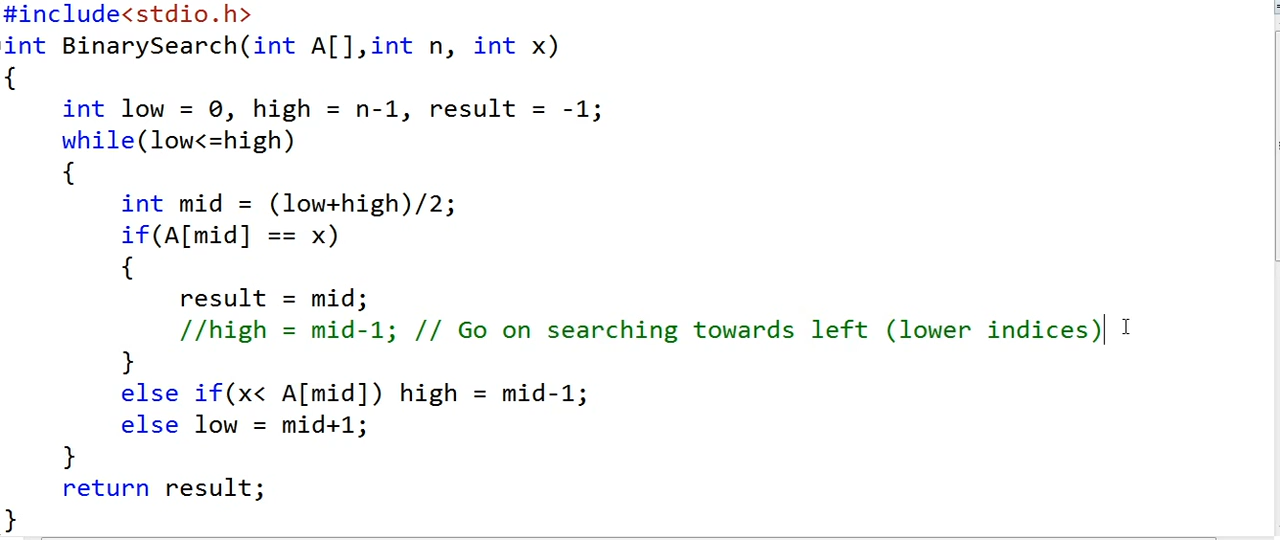 #include<stdio.h>
int BinarySearch(int A[],int n, int x)
{
    int low = 0, high = n-1, result = -1;
    while(low<=high)
    {
        int mid = (low+high)/2;
        if(A[mid] == x)
        {
            result = mid;
            //high = mid-1; // Go on searching towards left (lower indices)
        }
        else if(x< A[mid]) high = mid-1;
        else low = mid+1;
    }
    return result;
}